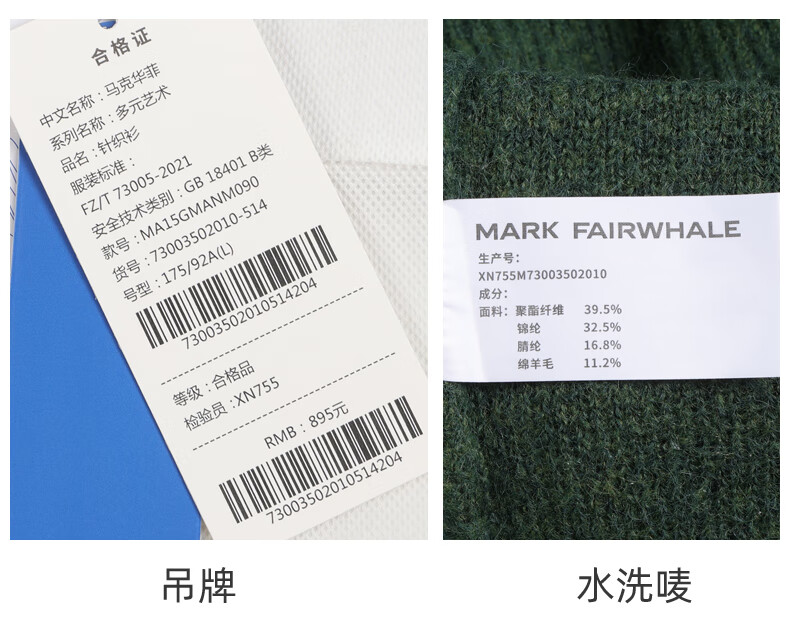 合格证
中文名称：马克华菲
系列名称：多元艺术
品名：针织衫
服装标准：
FZ/T 73005-2021
安全技术类别：GB 18401 B类
款号：MA15GMANM090
货号：73003502010-514
号型：175/92A(L)
73003502010514204
等级：合格品
检验员：XN755
RMB：895元
73003502010514204
吊牌
MARK FAIRWHALE
生产号：
XN755M73003502010
成分：
面料：聚酯纤维 39.5%
锦纶 32.5%
腈纶 16.8%
绵羊毛 11.2%
水洗唛